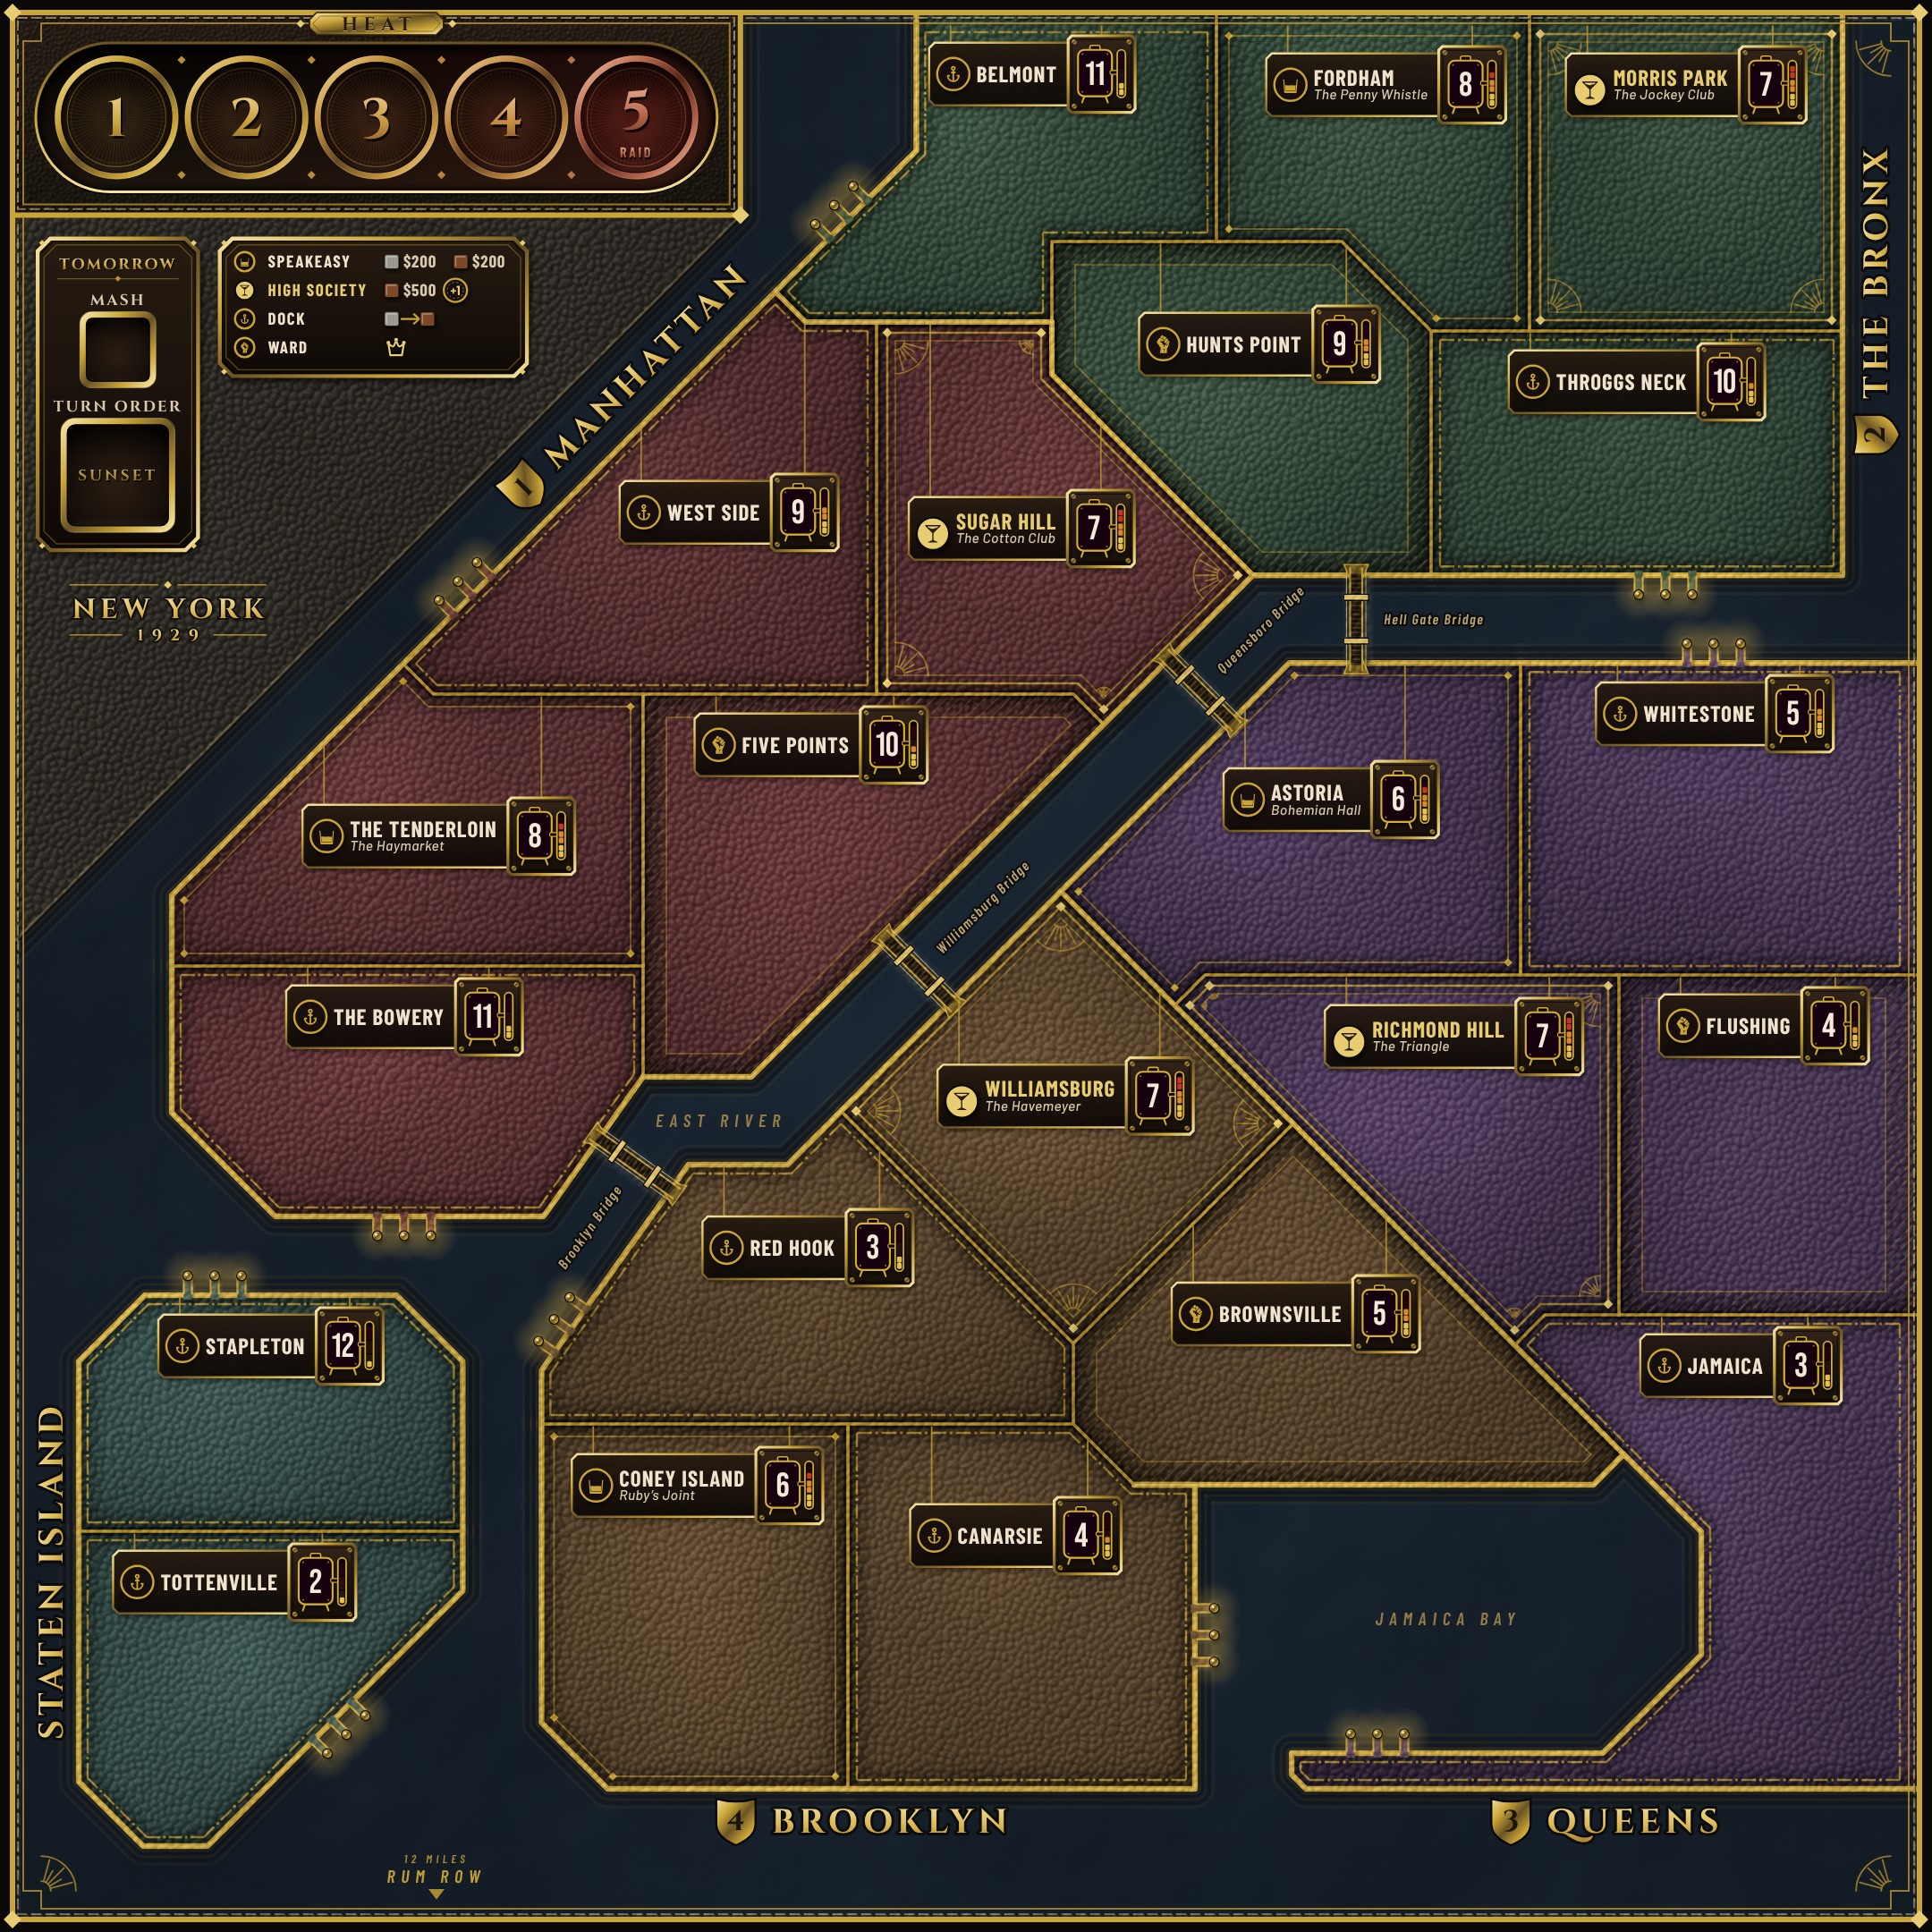 HEAT
1 2 3 4 5
RAID
TOMORROW
MASH
TURN ORDER
SUNSET
SPEAKEASY $200 $200
HIGH SOCIETY $500 +1
DOCK
WARD
NEW YORK
1929
1 MANHATTAN
2 THE BRONX
BELMONT 11
FORDHAM 8
The Penny Whistle
MORRIS PARK 7
The Jockey Club
HUNTS POINT 9
THROGGS NECK 10
WEST SIDE 9
SUGAR HILL 7
The Cotton Club
Queensboro Bridge
Hell Gate Bridge
FIVE POINTS 10
WHITESTONE 5
THE TENDERLOIN 8
The Haymarket
ASTORIA 6
Bohemian Hall
Williamsburg Bridge
THE BOWERY 11
RICHMOND HILL 7
The Triangle
FLUSHING 4
WILLIAMSBURG 7
The Havemeyer
EAST RIVER
Brooklyn Bridge
RED HOOK 3
BROWNSVILLE 5
STAPLETON 12
JAMAICA 3
STATEN ISLAND
CONEY ISLAND 6
Ruby's Joint
CANARSIE 4
TOTTENVILLE 2
JAMAICA BAY
4 BROOKLYN
3 QUEENS
12 MILES
RUM ROW